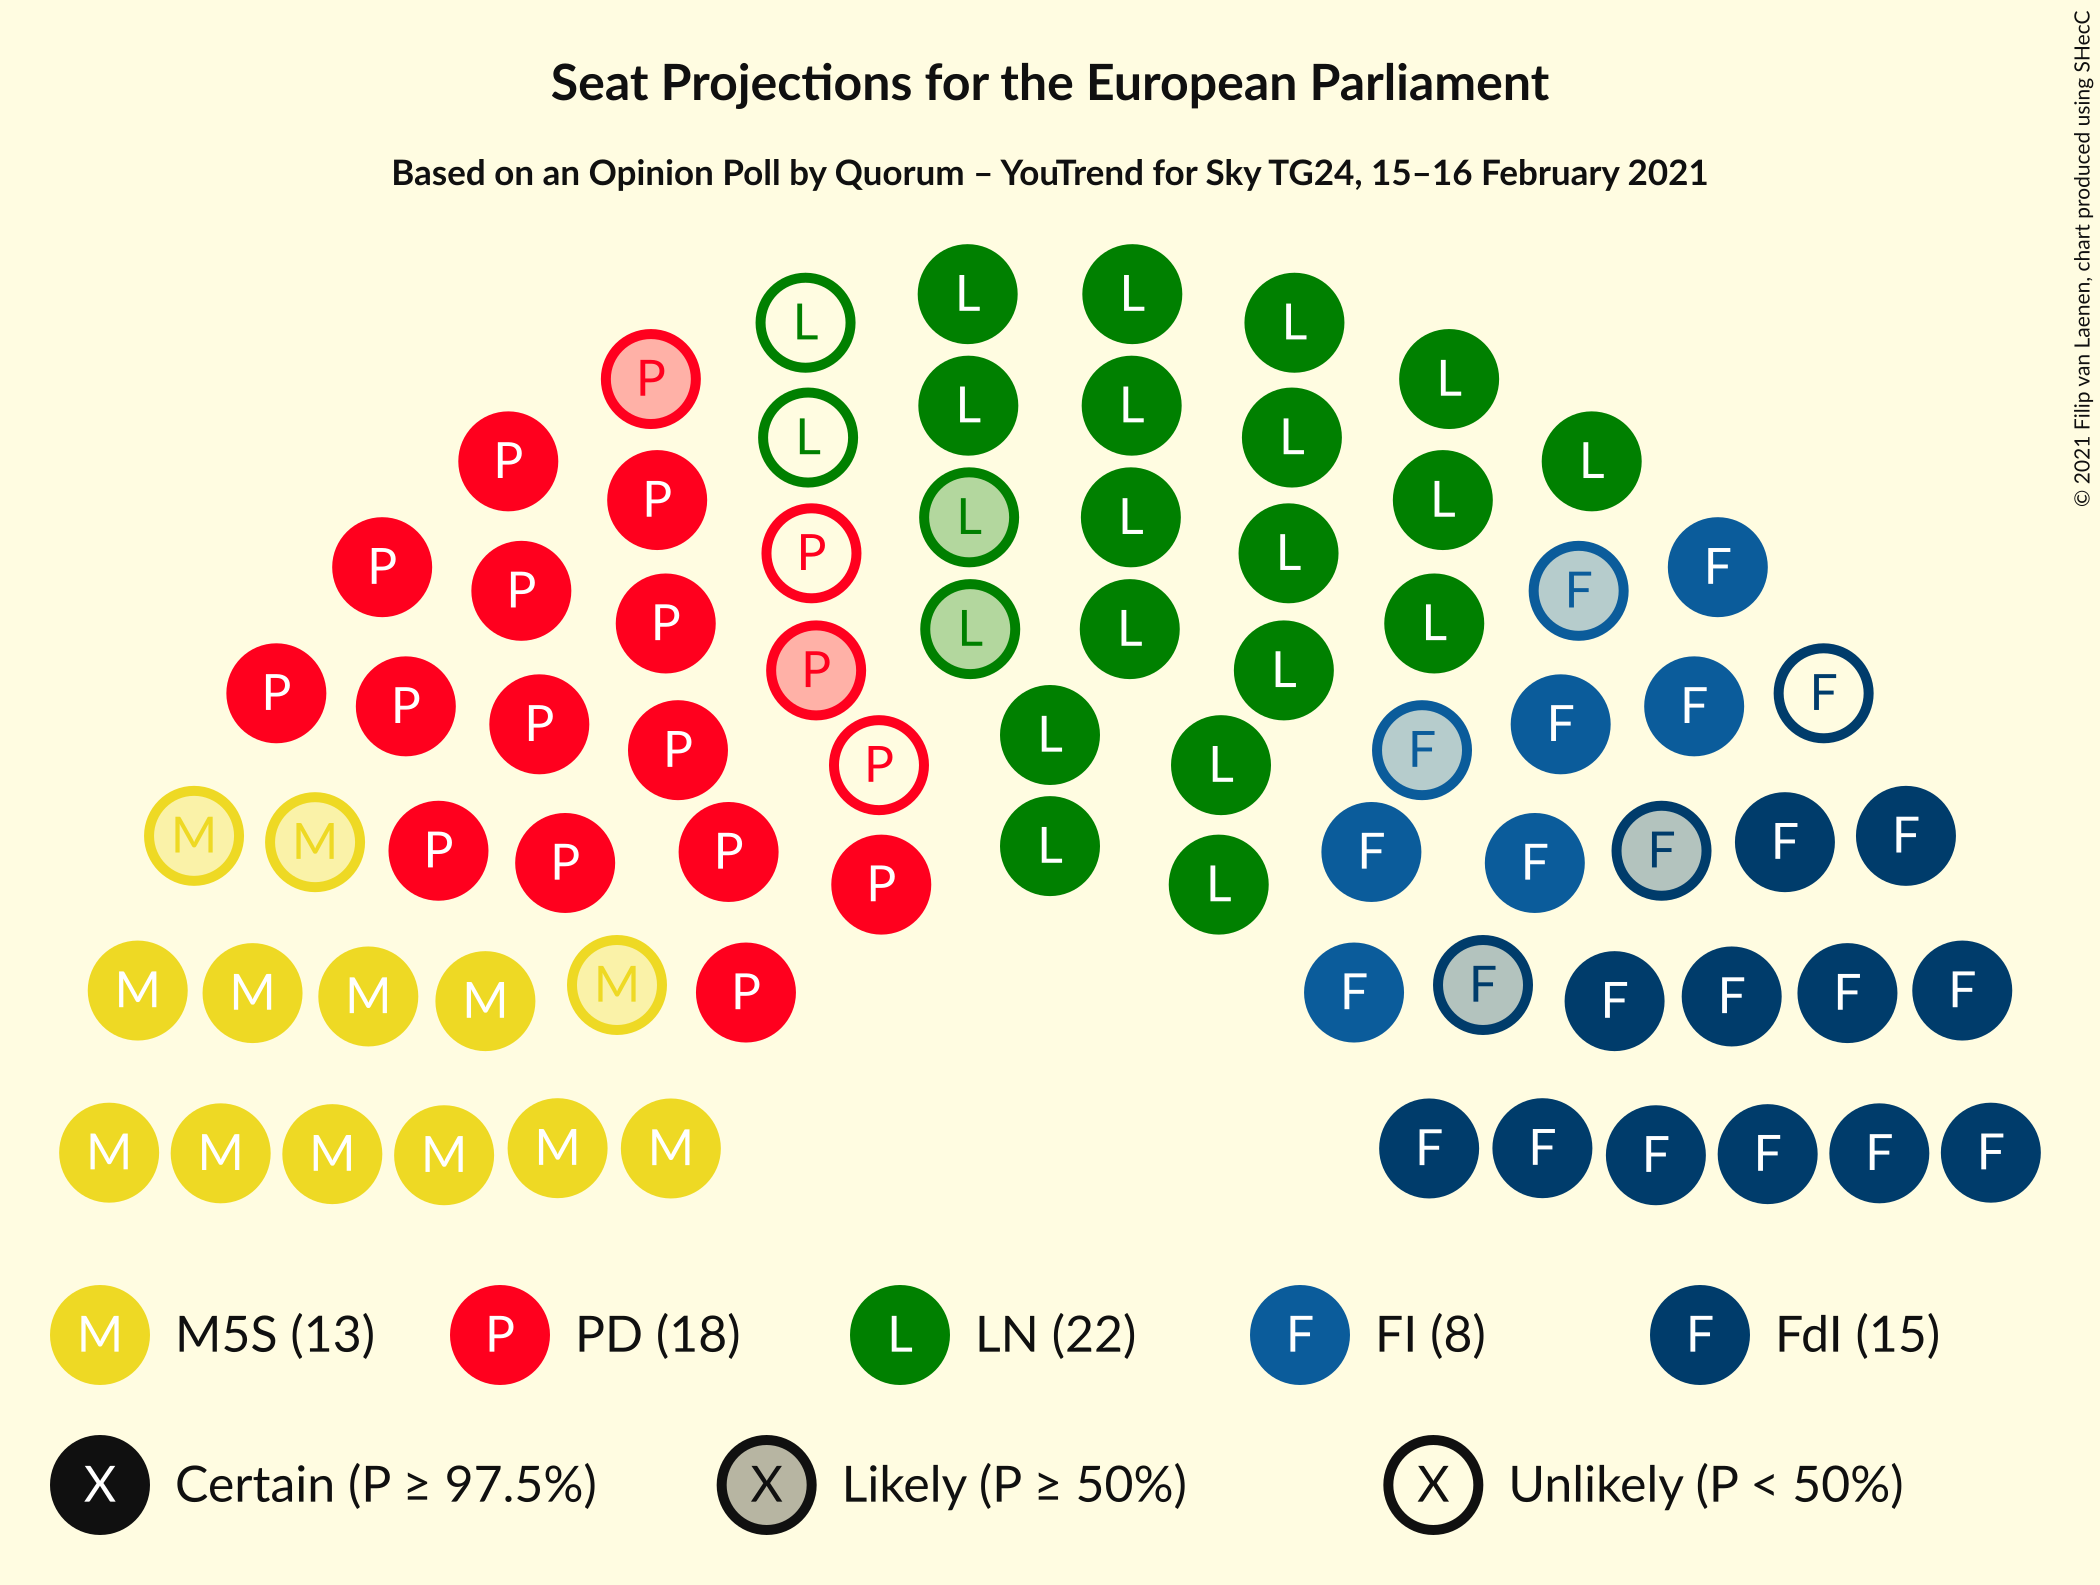 Seat Projections for the European Parliament
Based on an Opinion Poll by Quorum – YouTrend for Sky TG24, 15–16 February 2021
© 2021 Filip van Laenen, chart produced using SHecC
L L L L
P L L P
L L L L
P P L L
P L L F F
P P P L L
P P L F F F
P P P P L F F F
P L L
M M P P P P L L F F F F F
M M M M M P F F F F F F
M M M M M M F F F F F F
M M5S (13) P PD (18) L LN (22) F FI (8) F FdI (15)
X Certain (P ≥ 97.5%) X Likely (P ≥ 50%) X Unlikely (P < 50%)